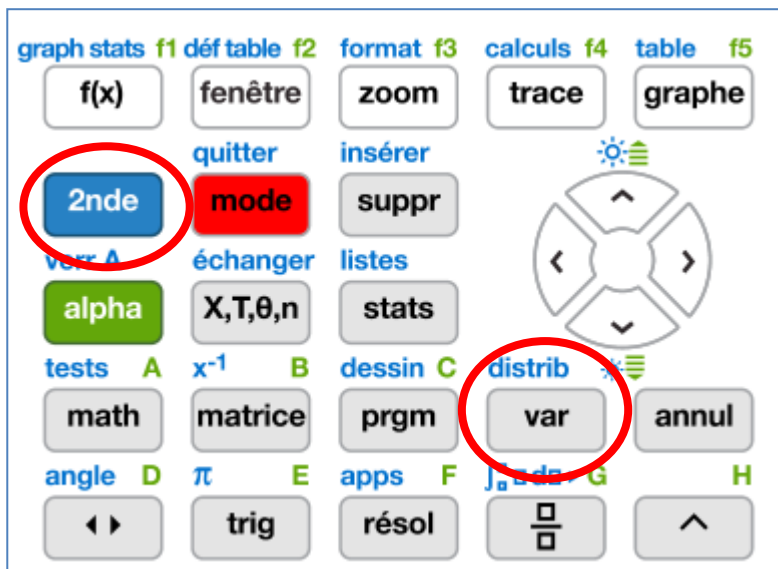 graph stats f1 déf table f2 format f3 calculs f4 table f5
f(x) fenêtre zoom trace graphe
quitter insérer
2nde mode suppr
verr A échanger listes
alpha X,T,θ,n stats
tests A x⁻¹ B dessin C distrib
math matrice prgm var annul
angle D π E apps F G H
trig résol